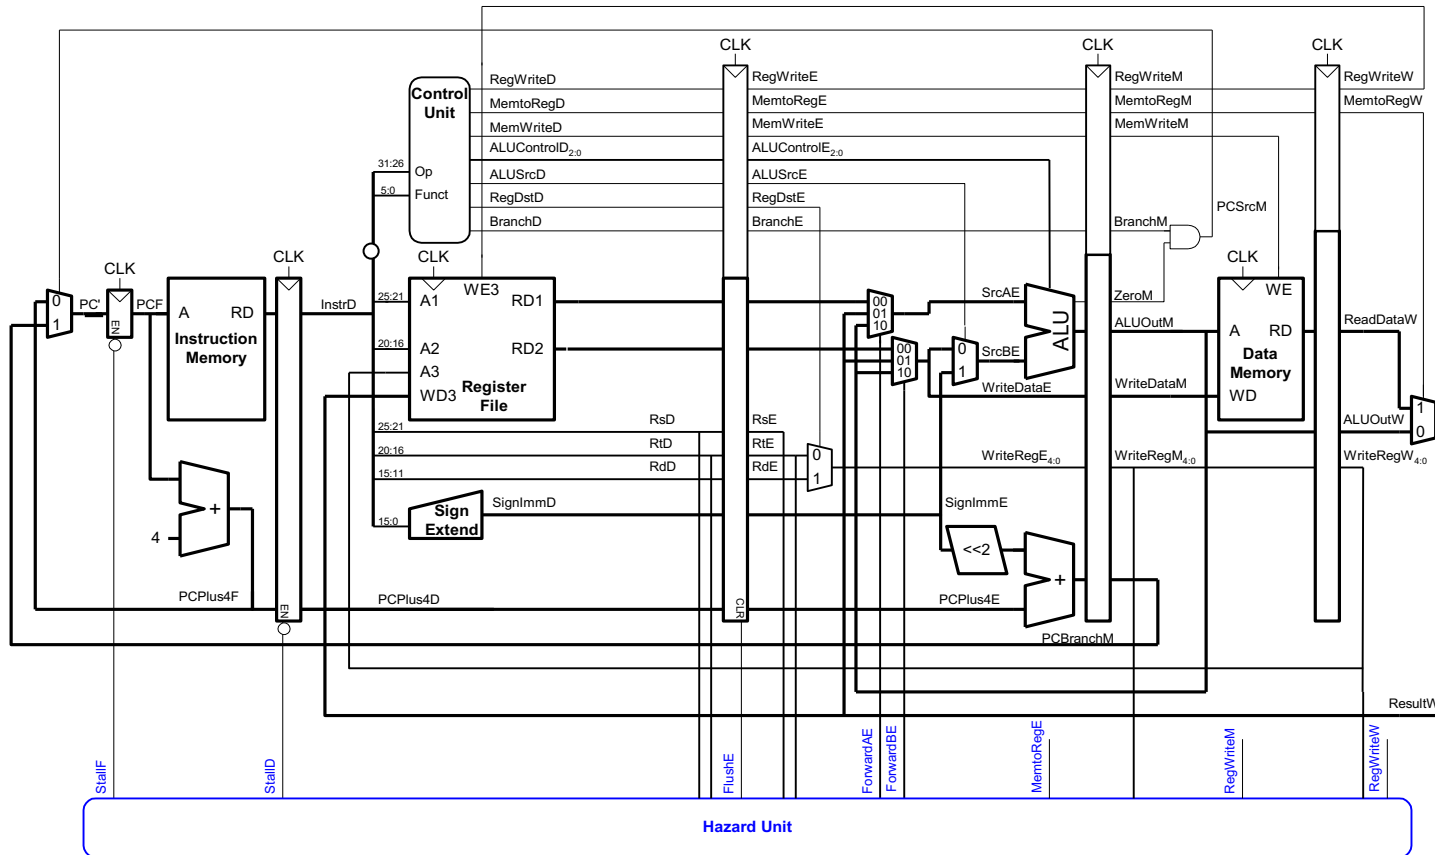 CLK
CLK
CLK
Control
Unit
RegWriteD
RegWriteE
RegWriteM
RegWriteW
MemtoRegD
MemtoRegE
MemtoRegM
MemtoRegW
MemWriteD
MemWriteE
MemWriteM
ALUControlD2:0
ALUControlE2:0
31:26
Op
ALUSrcD
ALUSrcE
5:0
Funct
RegDstD
RegDstE
BranchD
BranchE
BranchM
PCSrcM
CLK
CLK
CLK
CLK
0
1
PC'
EN
PCF
A
RD
Instruction
Memory
InstrD
25:21
A1
WE3
RD1
20:16
A2
RD2
A3
WD3
Register
File
00
01
10
00
01
10
SrcAE
0
1
SrcBE
ALU
ZeroM
ALUOutM
WriteDataE
WriteDataM
WE
A
RD
Data
Memory
WD
ReadDataW
1
0
ALUOutW
25:21
RsD
RsE
20:16
RtD
RtE
15:11
RdD
RdE
0
1
WriteRegE4:0
WriteRegM4:0
WriteRegW4:0
15:0
Sign
Extend
SignImmD
SignImmE
+
4
<<2
+
PCPlus4F
EN
PCPlus4D
CLR
PCPlus4E
PCBranchM
ResultW
StallF
StallD
FlushE
ForwardAE
ForwardBE
MemtoRegE
RegWriteM
RegWriteW
Hazard Unit